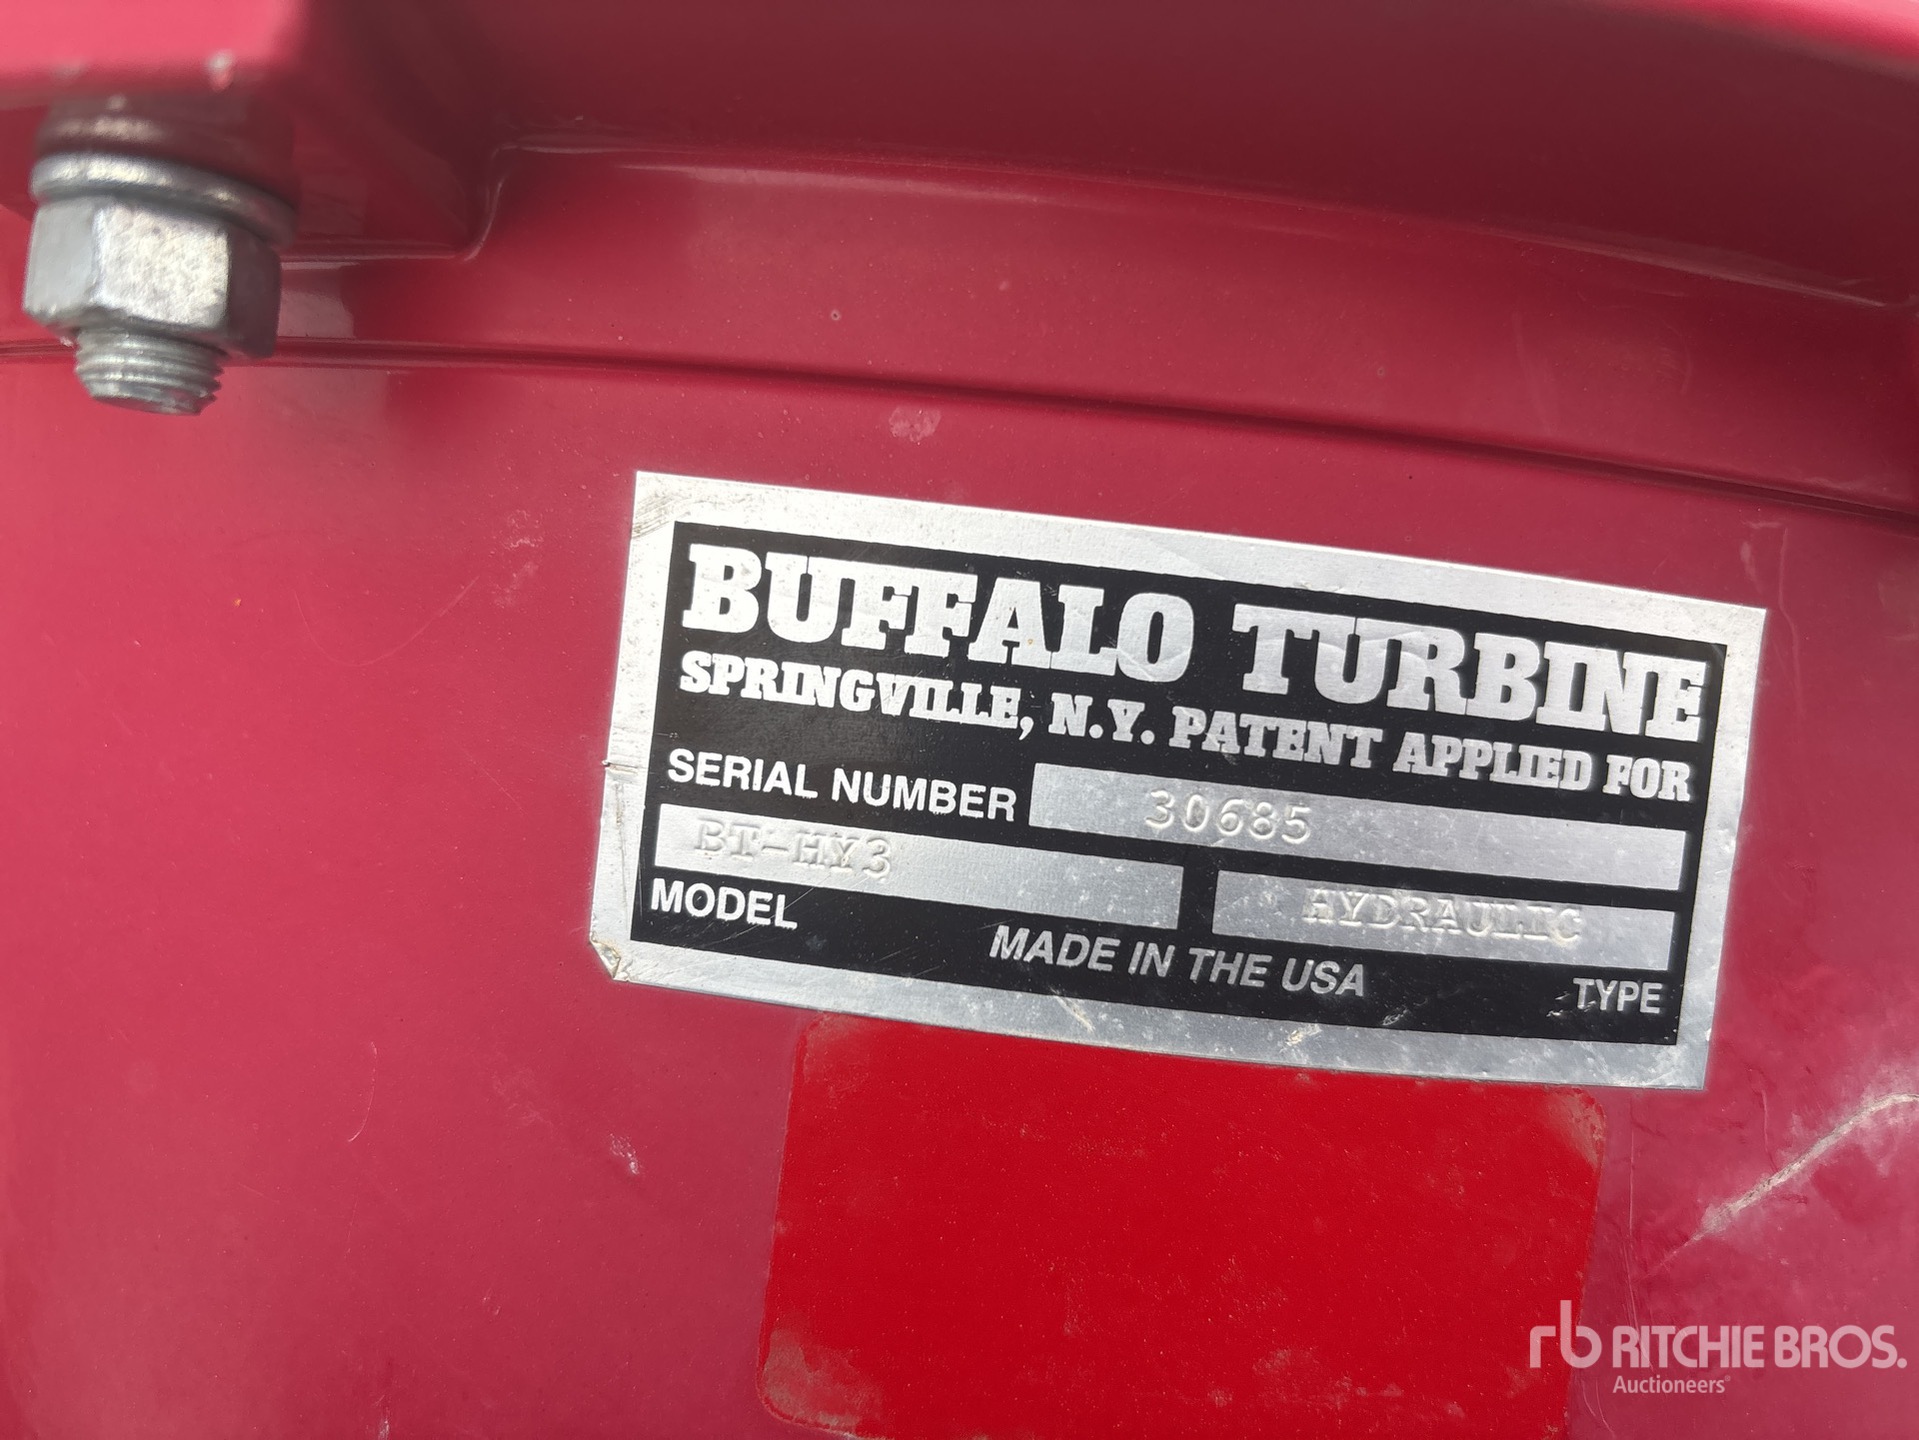 BUFFALO TURBINE
SPRINGVILLE, N.Y. PATENT APPLIED FOR
SERIAL NUMBER 30685
BT-HY3 HYDRAULIC
MODEL MADE IN THE USA TYPE
rb RITCHIE BROS.
Auctioneers